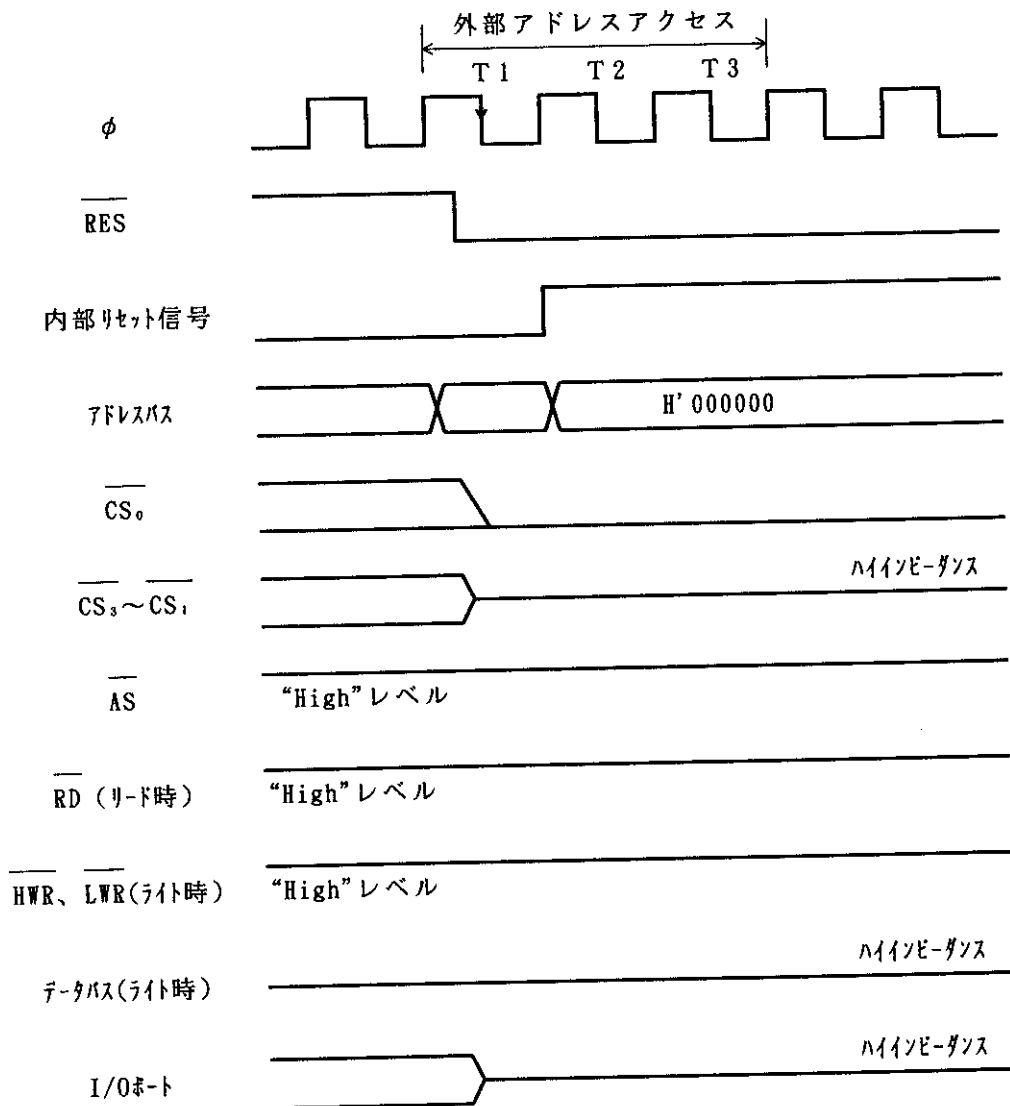 外部アドレスアクセス
T1 T2 T3
φ
RES
内部リセット信号
アドレスバス
H'000000
CS₀
ハイインピーダンス
CS₃～CS₁
AS
“High”レベル
RD（リード時）
“High”レベル
HWR、LWR(ライト時)
“High”レベル
ハイインピーダンス
データバス(ライト時)
ハイインピーダンス
I/Oポート